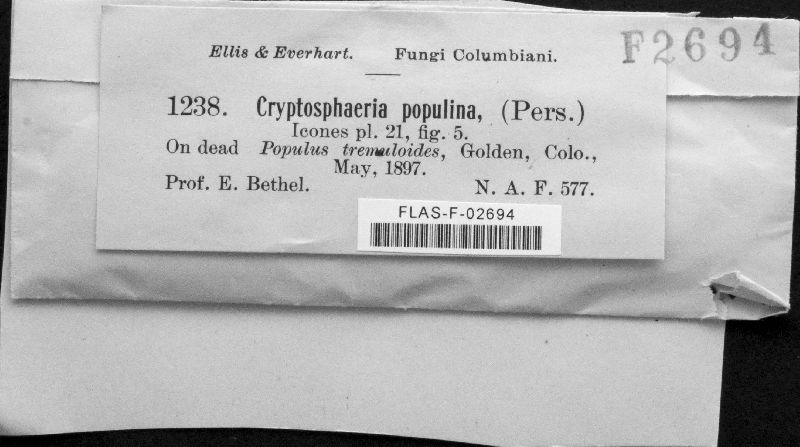 Ellis & Everhart. Fungi Columbiani.
F2694
1238. Cryptosphaeria populina, (Pers.)
Icones pl. 21, fig. 5.
On dead Populus tremuloides, Golden, Colo.,
May, 1897.
Prof. E. Bethel. N. A. F. 577.
FLAS-F-02694